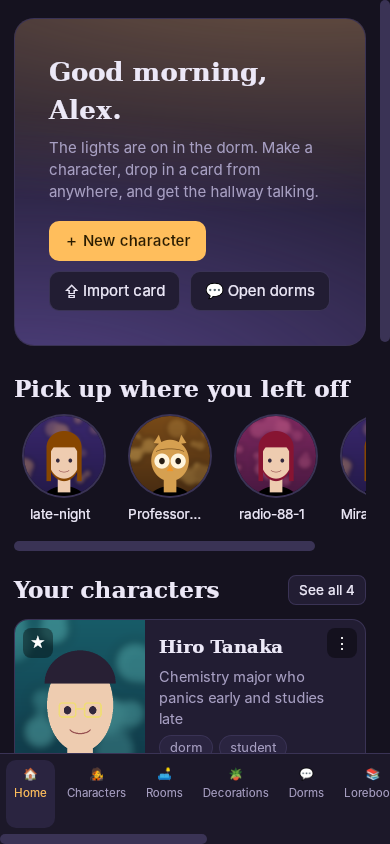 Good morning,
Alex.
The lights are on in the dorm. Make a
character, drop in a card from
anywhere, and get the hallway talking.
+ New character
Import card
Open dorms
Pick up where you left off
late-night
Professor...
radio-88-1
Mira
Your characters
See all 4
Hiro Tanaka
Chemistry major who
panics early and studies
late
dorm
student
Home
Characters
Rooms
Decorations
Dorms
Loreboo